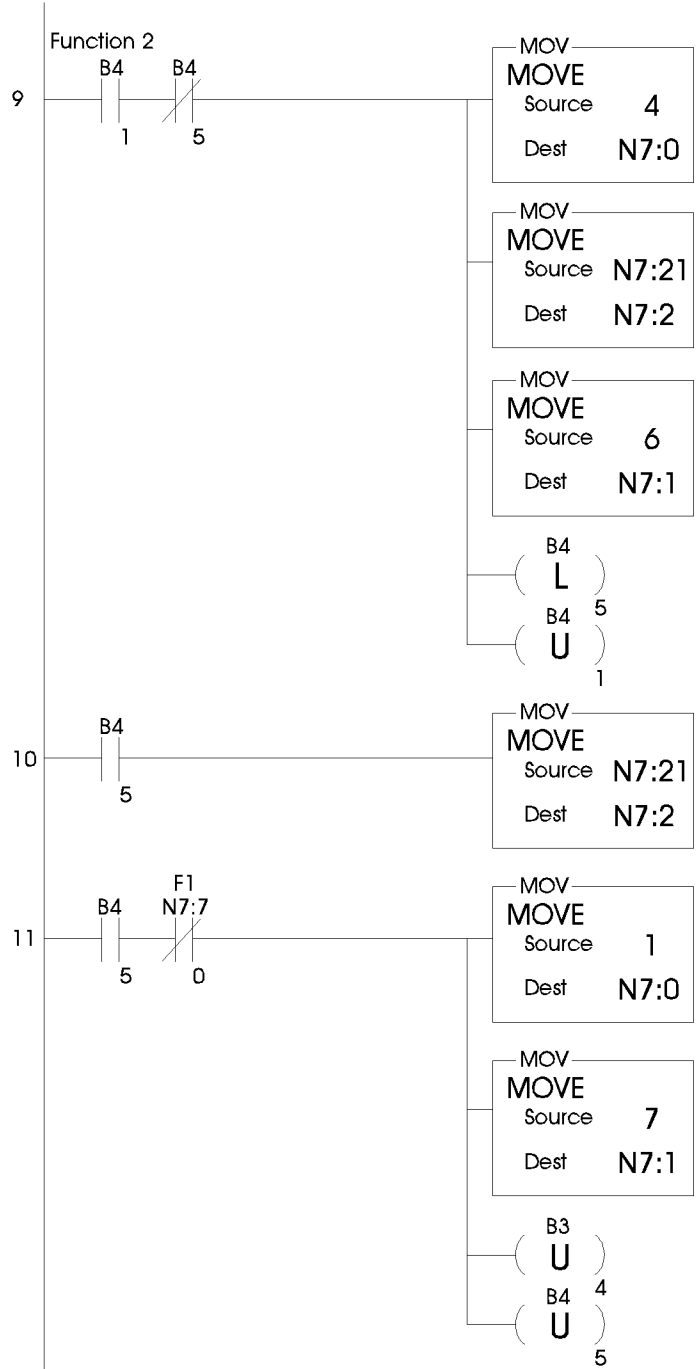 Function 2
9
B4 B4
1 5
MOV
MOVE
Source 4
Dest N7:0
MOV
MOVE
Source N7:21
Dest N7:2
MOV
MOVE
Source 6
Dest N7:1
B4
L
5
B4
U
1
10
B4
5
MOV
MOVE
Source N7:21
Dest N7:2
11
F1
B4 N7:7
5 0
MOV
MOVE
Source 1
Dest N7:0
MOV
MOVE
Source 7
Dest N7:1
B3
U
4
B4
U
5